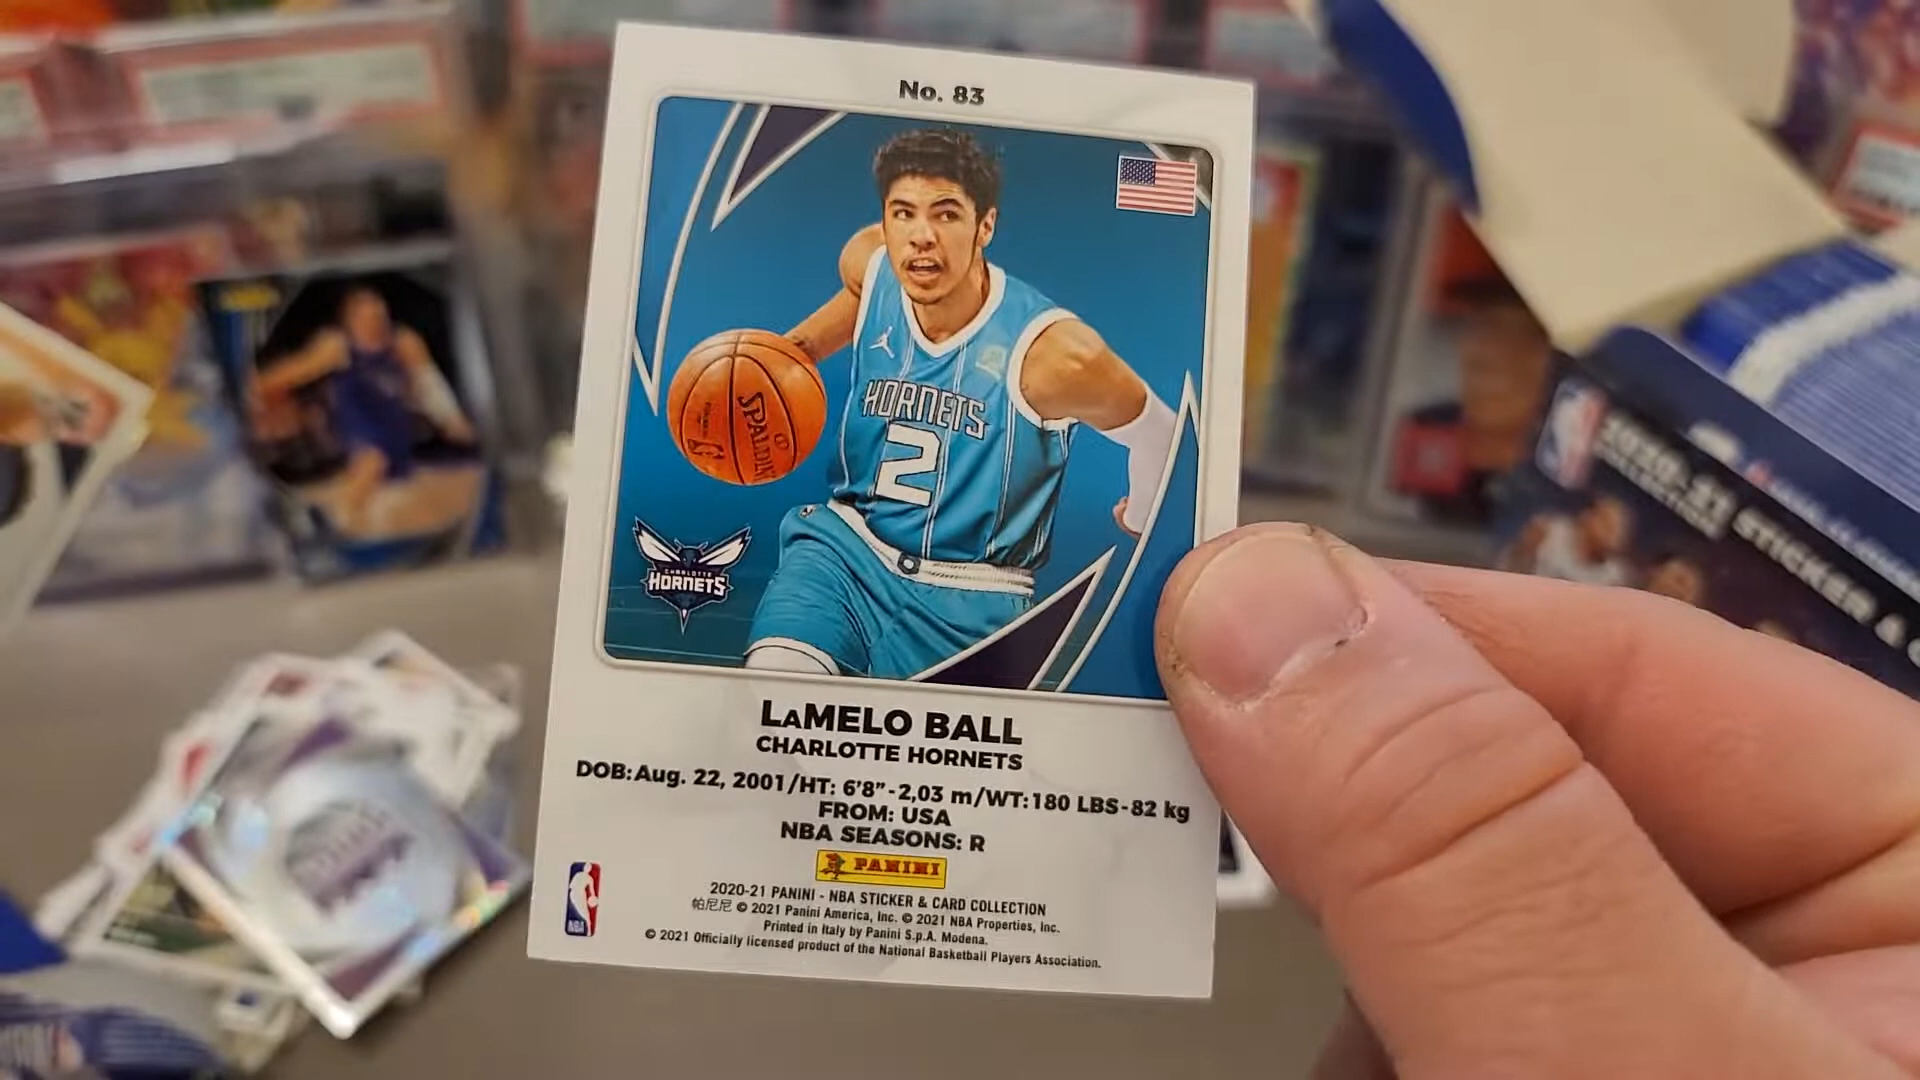 No. 83
SPALDING
HORNETS
2
CHARLOTTE
HORNETS
LaMELO BALL
CHARLOTTE HORNETS
DOB:Aug. 22, 2001/HT: 6'8"-2,03 m/WT:180 LBS-82 kg
FROM: USA
NBA SEASONS: R
PANINI
NBA
2020-21 PANINI - NBA STICKER & CARD COLLECTION
帕尼尼 © 2021 Panini America, Inc. © 2021 NBA Properties, Inc.
Printed in Italy by Panini S.p.A. Modena.
© 2021 Officially licensed product of the National Basketball Players Association.
2020-21 STICKER &
COLLECTION